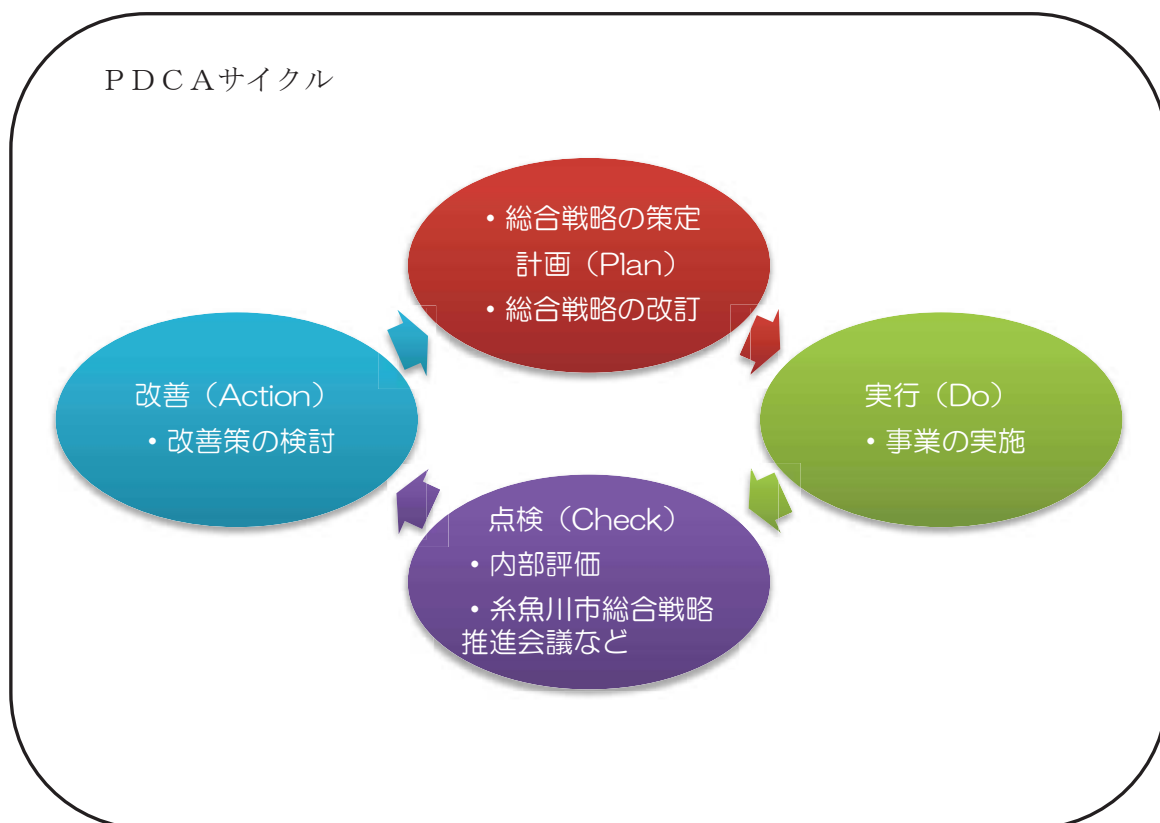 ＰＤＣＡサイクル
・総合戦略の策定
計画（Plan）
・総合戦略の改訂
実行（Do）
・事業の実施
点検（Check）
・内部評価
・糸魚川市総合戦略
推進会議など
改善（Action）
・改善策の検討